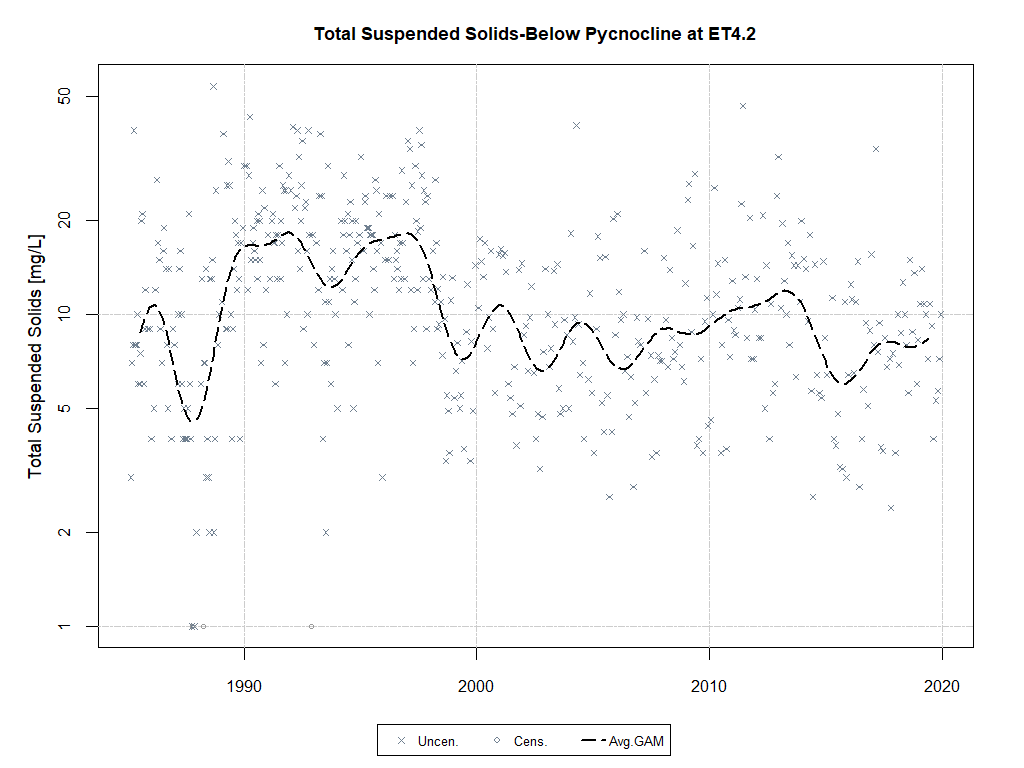 Total Suspended Solids-Below Pycnocline at ET4.2
Total Suspended Solids [mg/L]
50
20
10
5
2
1
1990 2000 2010 2020
Uncen. Cens. Avg.GAM